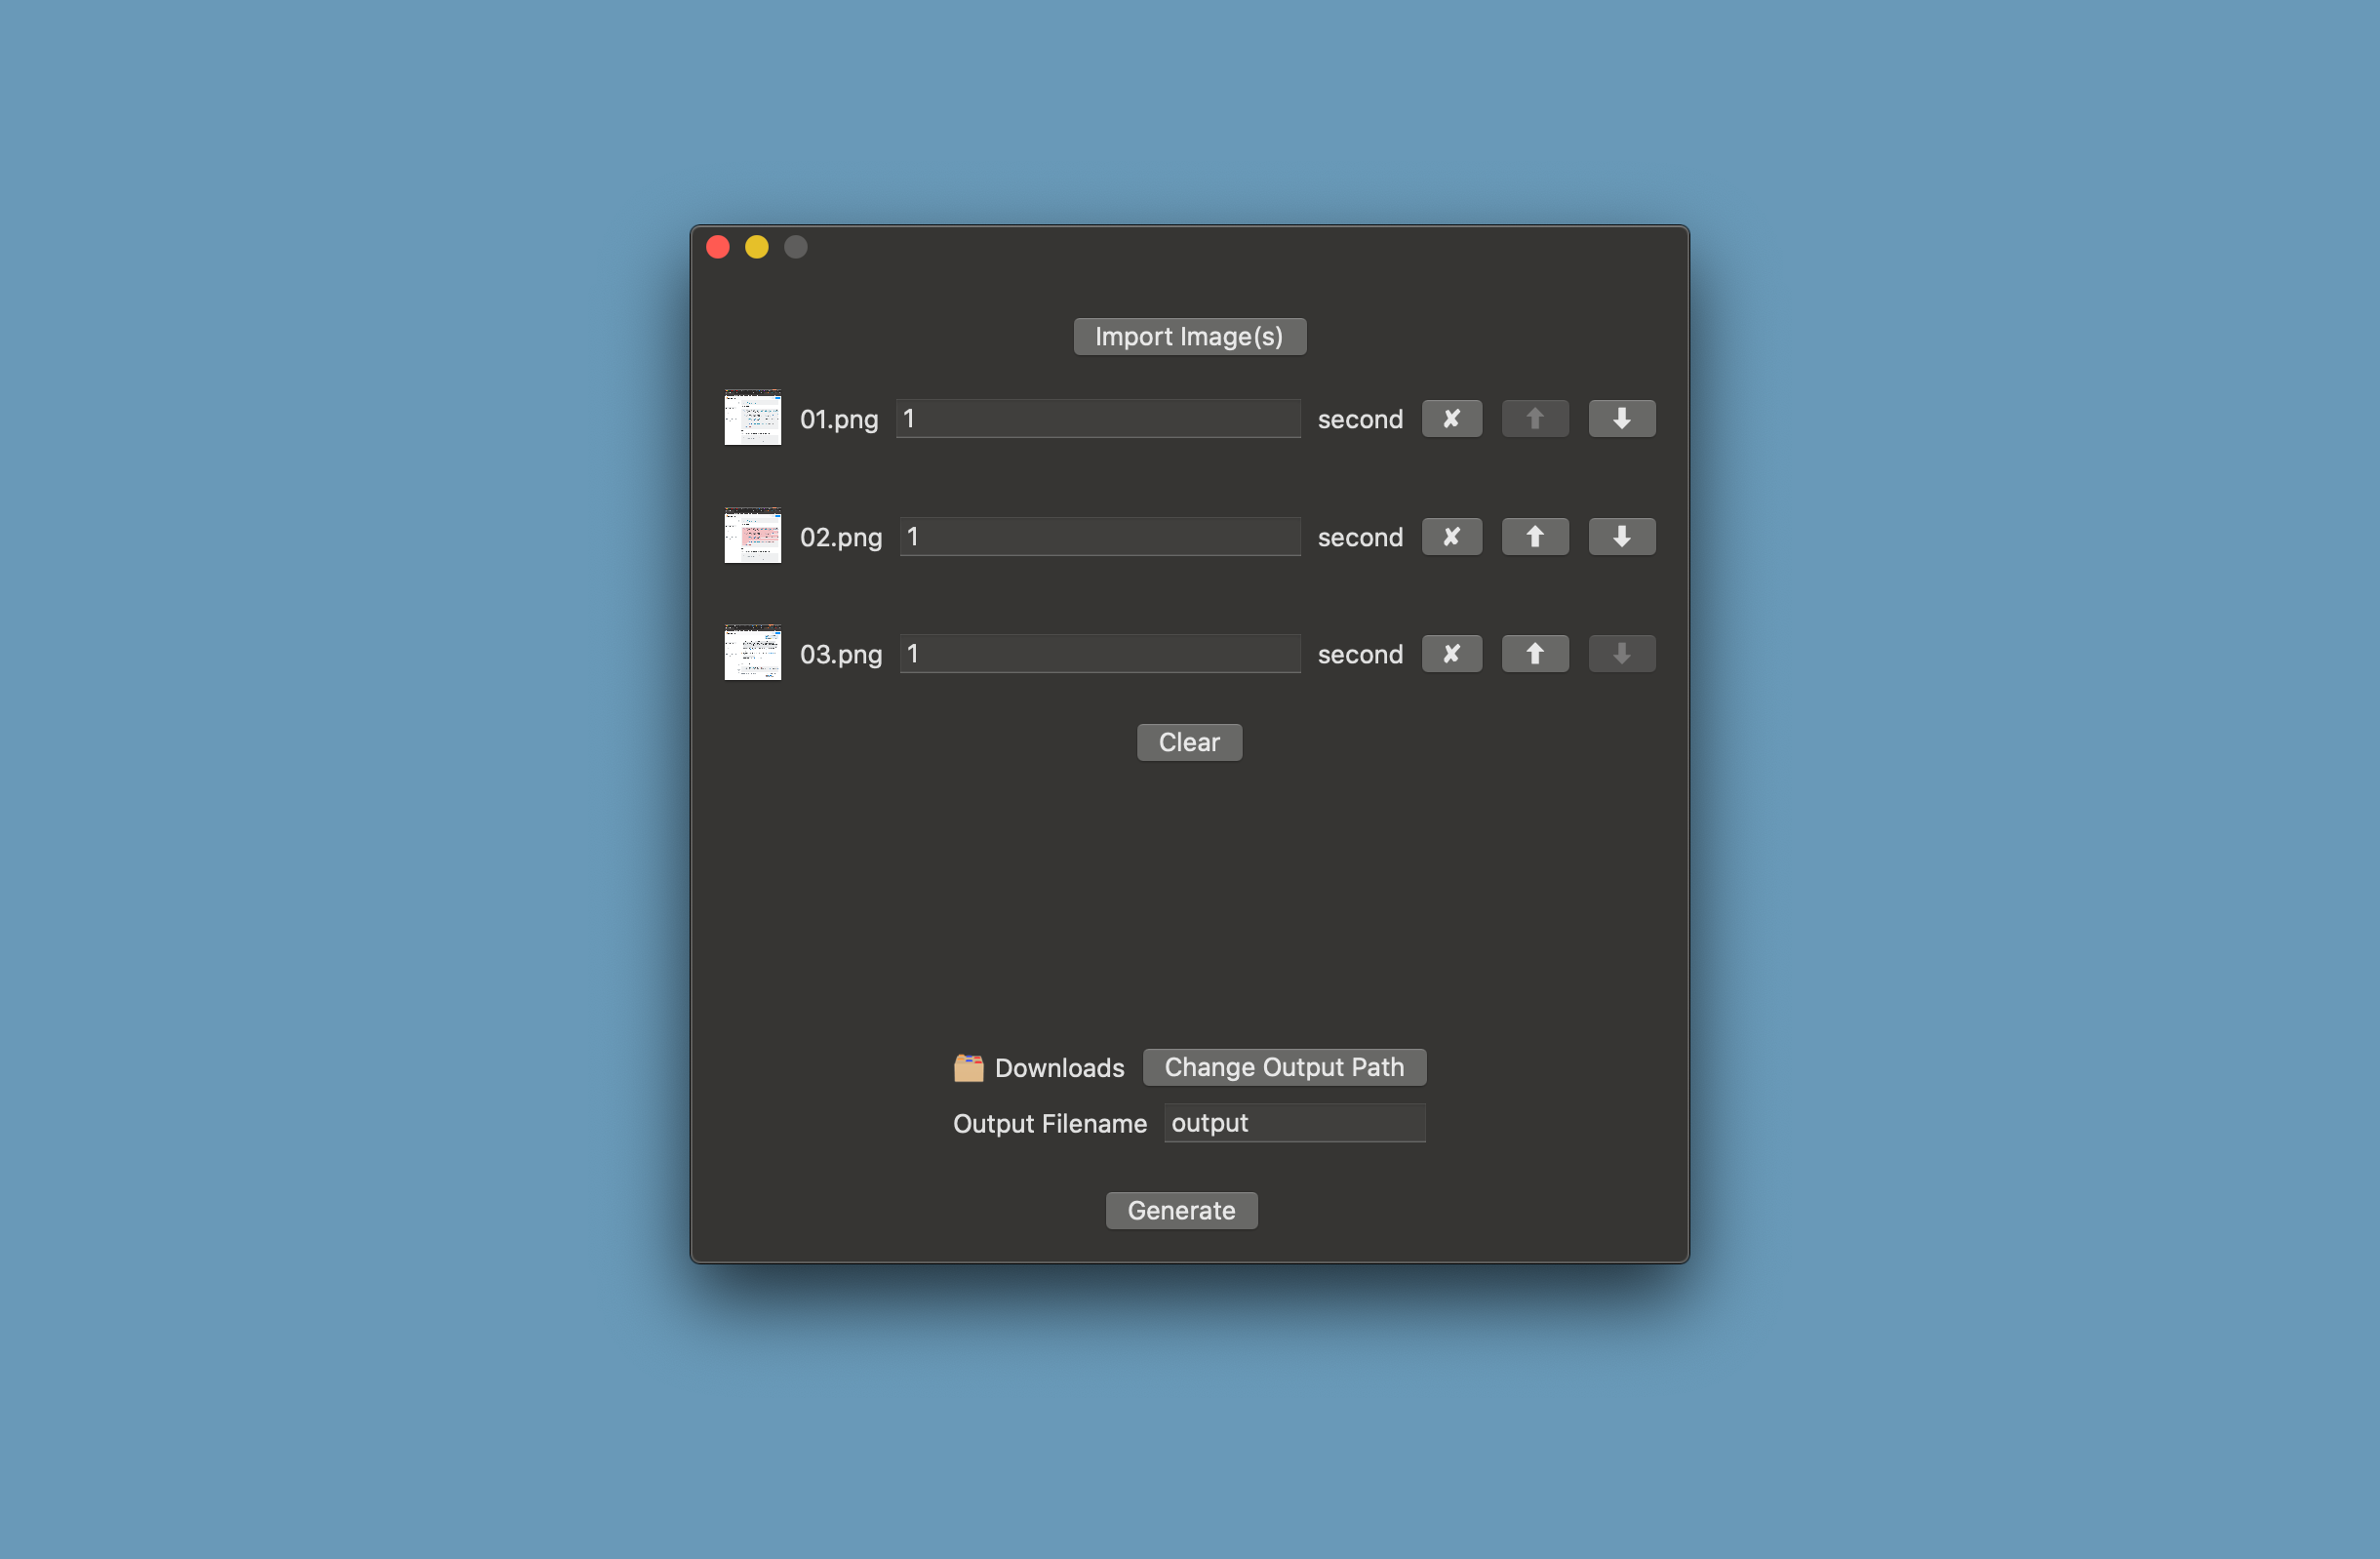 Import Image(s)
01.png 1 second ✘ ⬆ ⬇
02.png 1 second ✘ ⬆ ⬇
03.png 1 second ✘ ⬆ ⬇
Clear
Downloads Change Output Path
Output Filename output
Generate